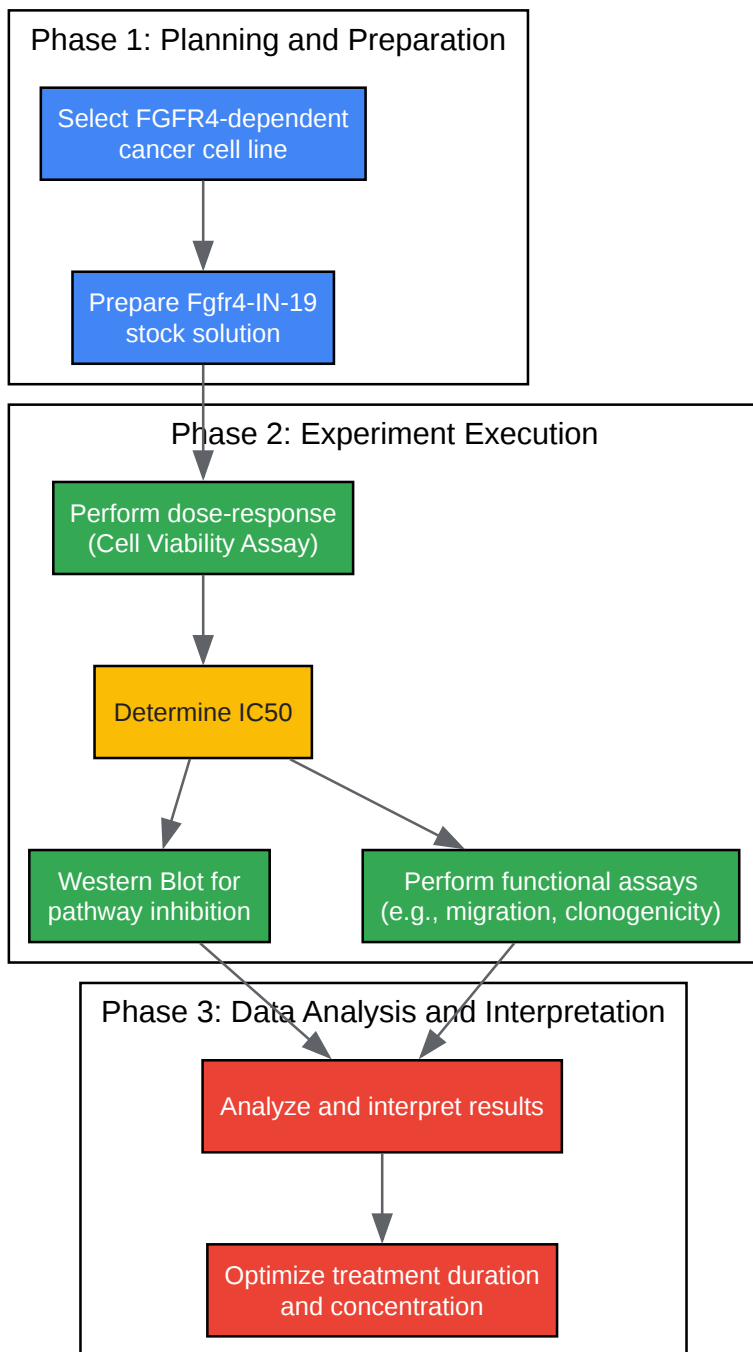 Phase 1: Planning and Preparation
Select FGFR4-dependent
cancer cell line
Prepare Fgfr4-IN-19
stock solution
Phase 2: Experiment Execution
Perform dose-response
(Cell Viability Assay)
Determine IC50
Western Blot for
pathway inhibition
Perform functional assays
(e.g., migration, clonogenicity)
Phase 3: Data Analysis and Interpretation
Analyze and interpret results
Optimize treatment duration
and concentration